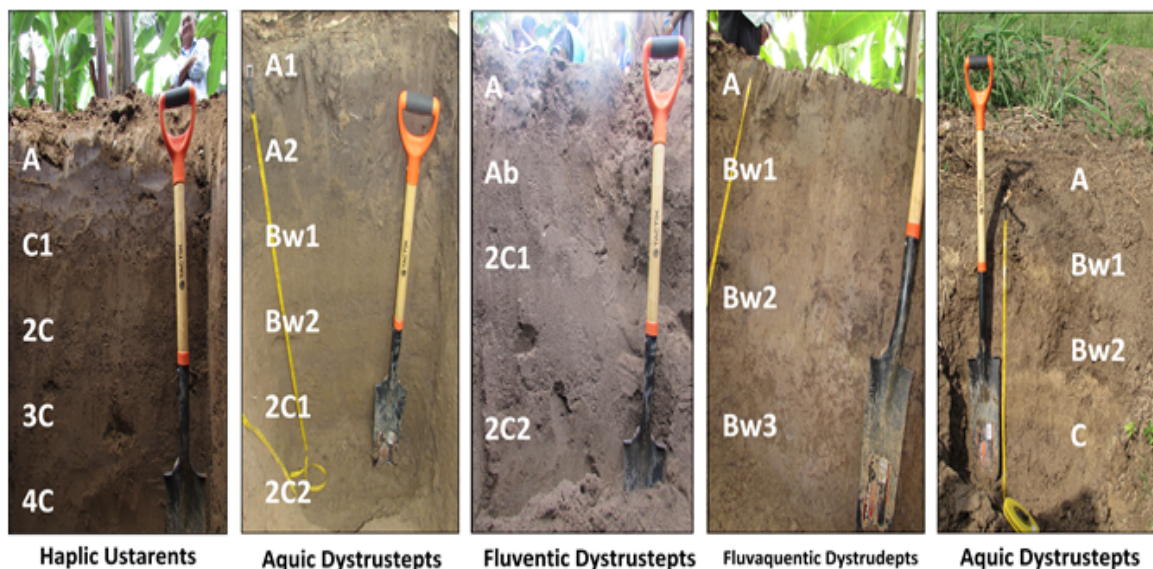 A
C1
2C
3C
4C
Haplic Ustarents
A1
A2
Bw1
Bw2
2C1
2C2
Aquic Dystrustepts
A
Ab
2C1
2C2
Fluventic Dystrustepts
A
Bw1
Bw2
Bw3
Fluvaquentic Dystrudepts
A
Bw1
Bw2
C
Aquic Dystrustepts